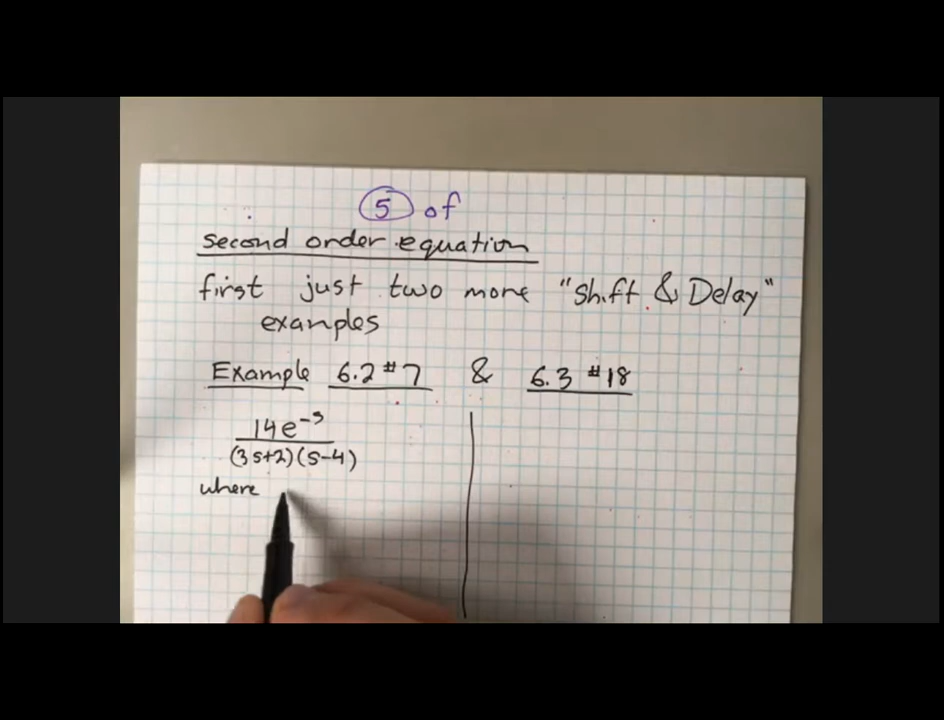 5 of
second order equation
first just two more "Shift & Delay"
examples
Example 6.2 #7 & 6.3 #18
14e^-s
(3s+2)(s-4)
where